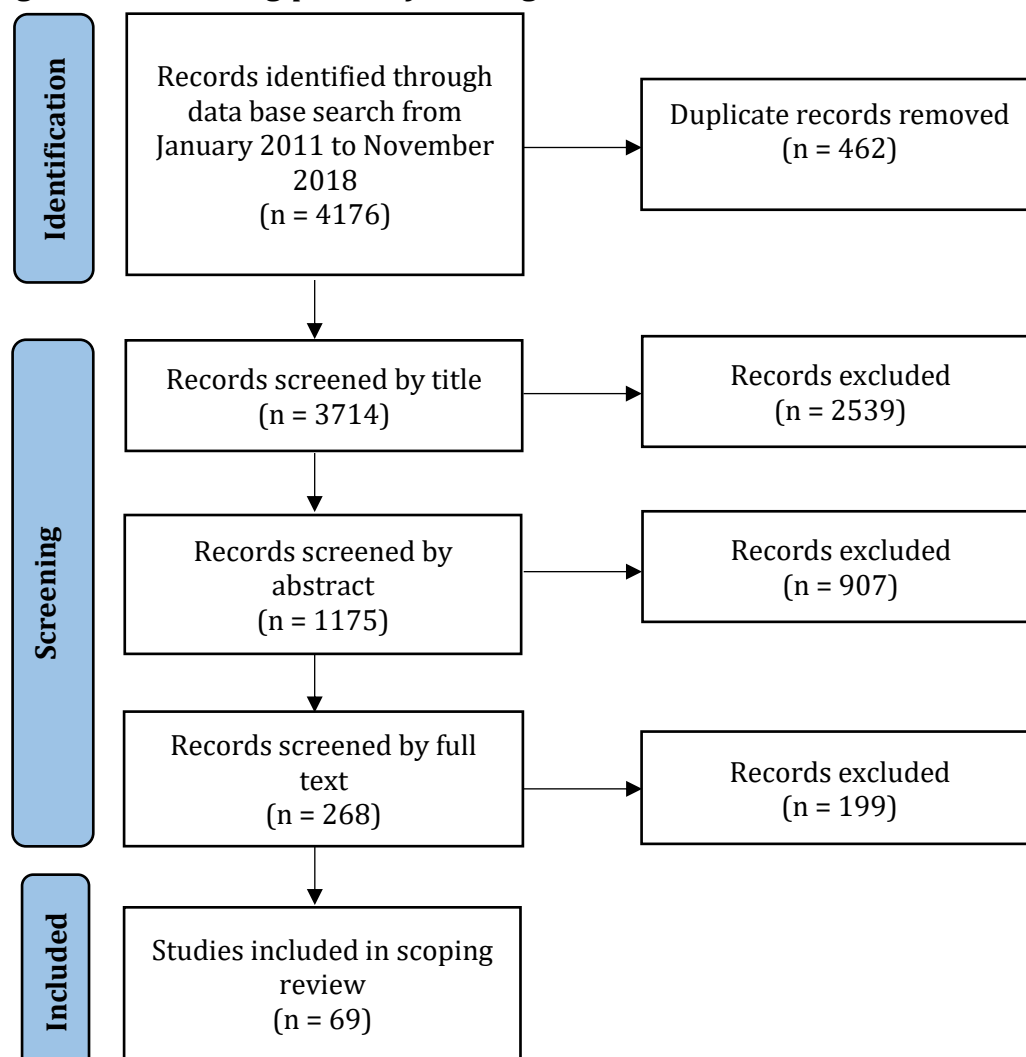 Identification
Records identified through
data base search from
January 2011 to November
2018
(n = 4176)
Duplicate records removed
(n = 462)
Screening
Records screened by title
(n = 3714)
Records excluded
(n = 2539)
Records screened by
abstract
(n = 1175)
Records excluded
(n = 907)
Records screened by full
text
(n = 268)
Records excluded
(n = 199)
Included
Studies included in scoping
review
(n = 69)